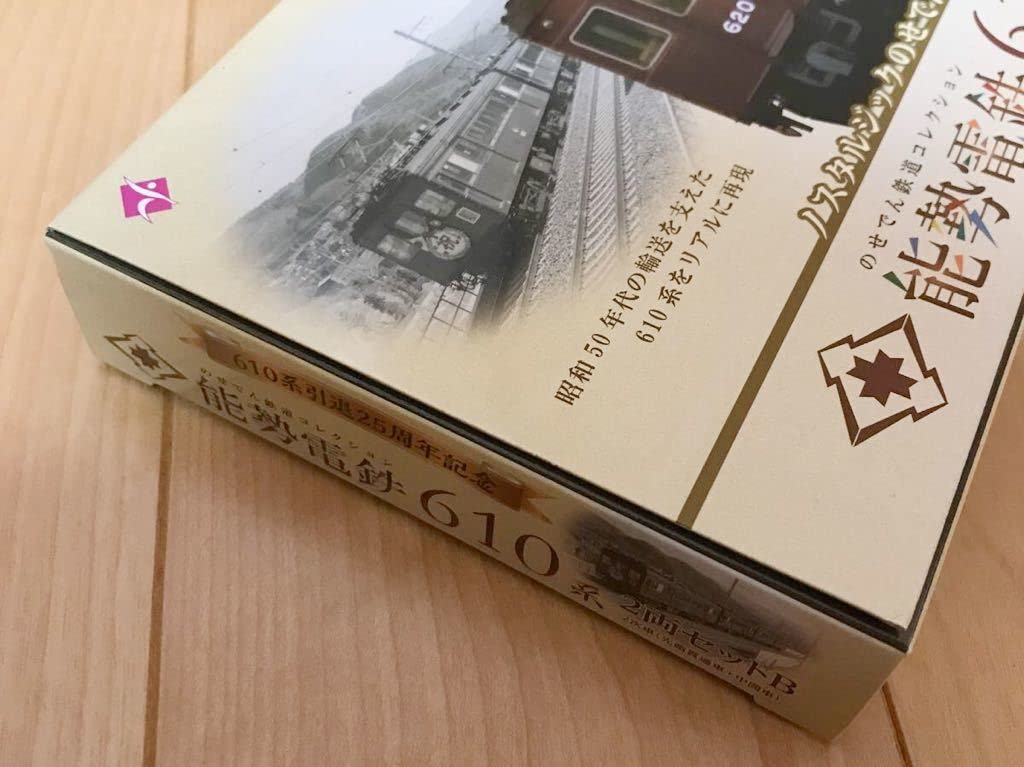 620
ノスタルジックのせでん
のせでん鉄道コレクション
能勢電鉄6
昭和50年代の輸送を支えた
610系をリアルに再現
610系引退25周年記念
のせでん鉄道コレクション
能勢電鉄610系
2両セットB